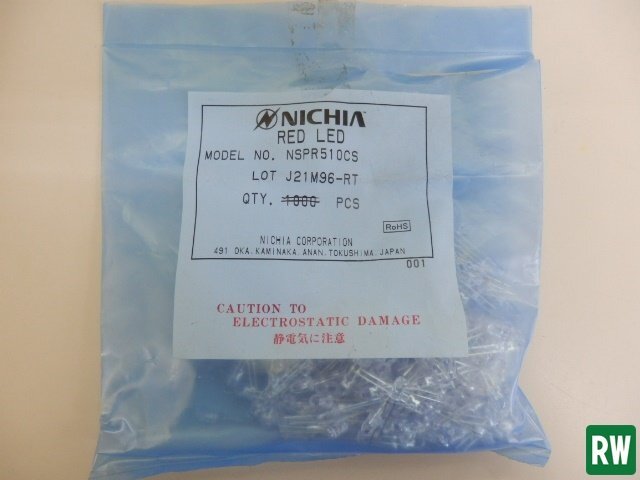 NICHIA
RED LED
MODEL NO. NSPR510CS
LOT J21M96-RT
QTY. 1000 PCS
RoHS
NICHIA CORPORATION
491 OKA, KAMINAKA, ANAN, TOKUSHIMA, JAPAN
001
CAUTION TO
ELECTROSTATIC DAMAGE
静電気に注意
RW